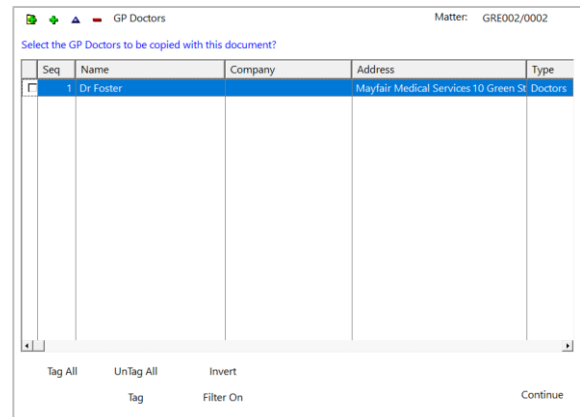 GP Doctors Matter: GRE002/0002
Select the GP Doctors to be copied with this document?
Seq Name Company Address Type
1 Dr Foster Mayfair Medical Services 10 Green St Doctors
Tag All UnTag All Invert
Tag Filter On Continue